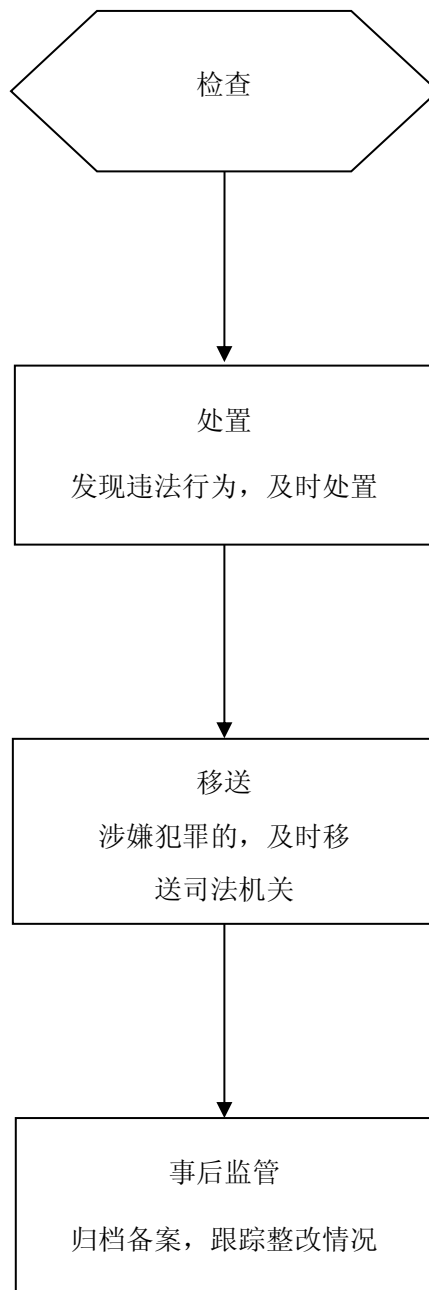 检查
处置
发现违法行为，及时处置
移送
涉嫌犯罪的，及时移
送司法机关
事后监管
归档备案，跟踪整改情况